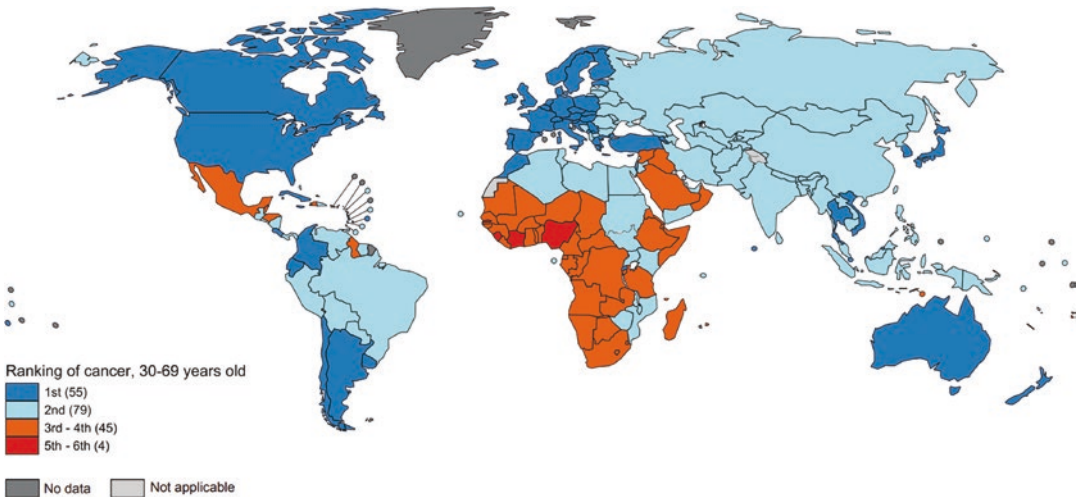 Ranking of cancer, 30-69 years old
1st (55)
2nd (79)
3rd - 4th (45)
5th - 6th (4)
No data
Not applicable